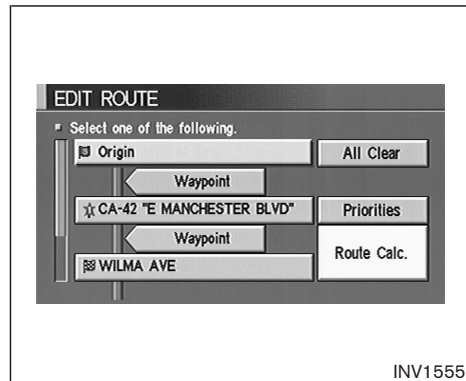 EDIT ROUTE
Select one of the following.
Origin
All Clear
Waypoint
CA-42 "E MANCHESTER BLVD"
Priorities
Waypoint
Route Calc.
WILMA AVE
INV1555